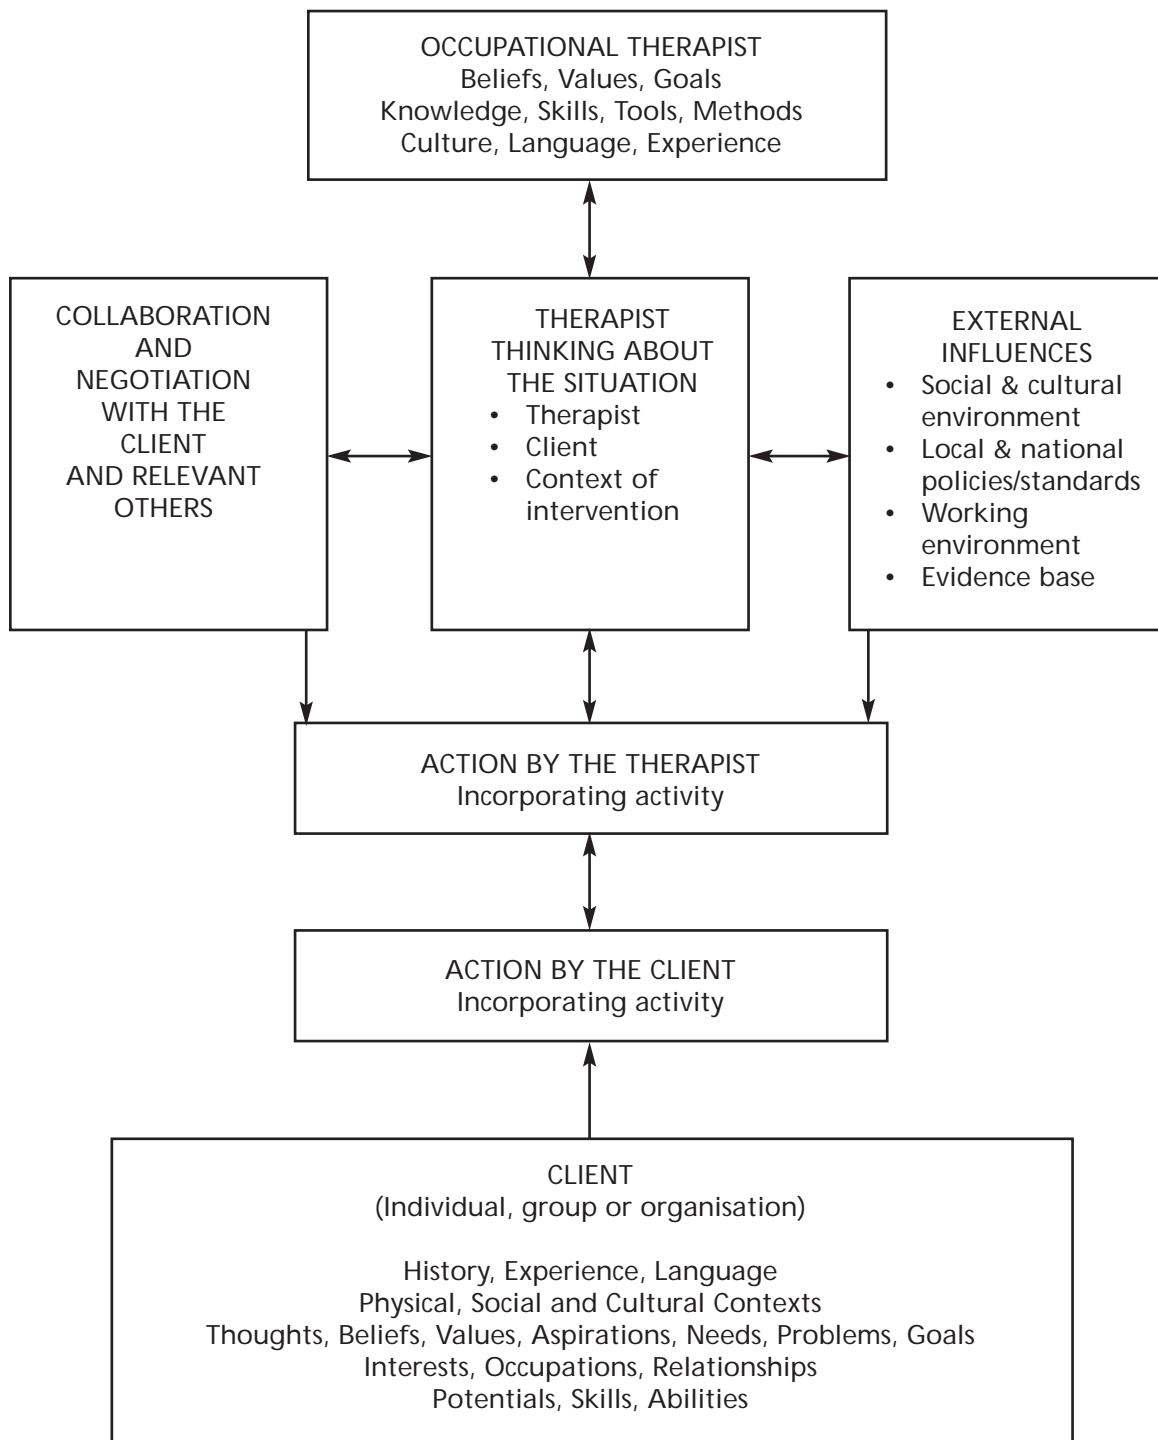 OCCUPATIONAL THERAPIST
Beliefs, Values, Goals
Knowledge, Skills, Tools, Methods
Culture, Language, Experience
COLLABORATION
AND
NEGOTIATION
WITH THE
CLIENT
AND RELEVANT
OTHERS
THERAPIST
THINKING ABOUT
THE SITUATION
• Therapist
• Client
• Context of
intervention
EXTERNAL
INFLUENCES
• Social & cultural
environment
• Local & national
policies/standards
• Working
environment
• Evidence base
ACTION BY THE THERAPIST
Incorporating activity
ACTION BY THE CLIENT
Incorporating activity
CLIENT
(Individual, group or organisation)
History, Experience, Language
Physical, Social and Cultural Contexts
Thoughts, Beliefs, Values, Aspirations, Needs, Problems, Goals
Interests, Occupations, Relationships
Potentials, Skills, Abilities